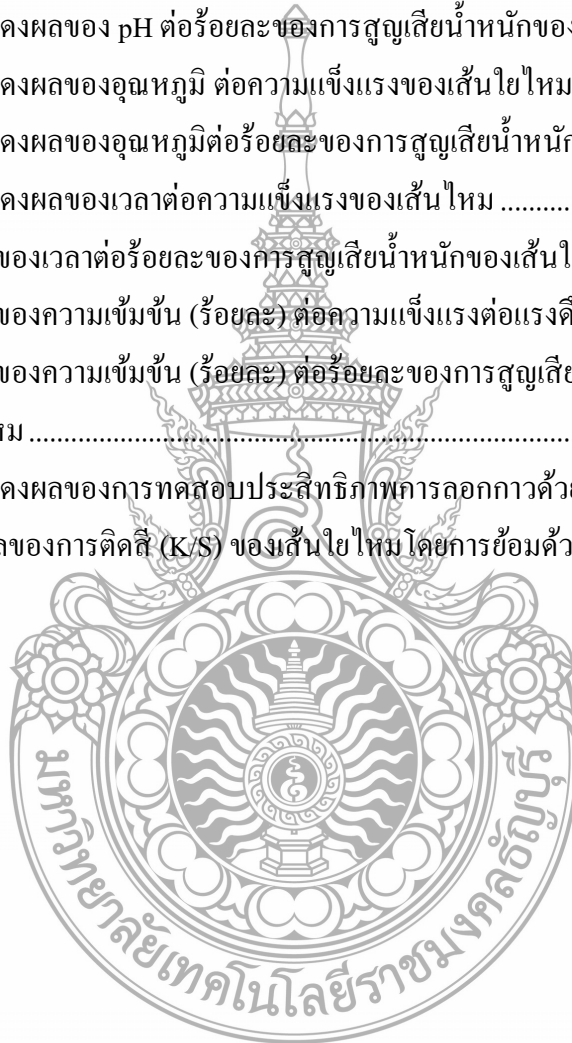 ดงผลของ pH ต่อร้อยละของการสูญเสียน้ำหนักของ
ดงผลของอุณหภูมิ ต่อความแข็งแรงของเส้นใยไหม
ดงผลของอุณหภูมิต่อร้อยละของการสูญเสียน้ำหนัก
ดงผลของเวลาต่อความแข็งแรงของเส้นไหม ..........
ของเวลาต่อร้อยละของการสูญเสียน้ำหนักของเส้นใ
ของความเข้มข้น (ร้อยละ) ต่อความแข็งแรงต่อแรงดึ
ของความเข้มข้น (ร้อยละ) ต่อร้อยละของการสูญเสีย
หม ..........................................................................
ดงผลของการทดสอบประสิทธิภาพการลอกกาวด้วย
ลของการติดสี (K/S) ของเส้นใยไหมโดยการย้อมด้ว
มหาวิทยาลัยเทคโนโลยีราชมงคลธัญบุรี